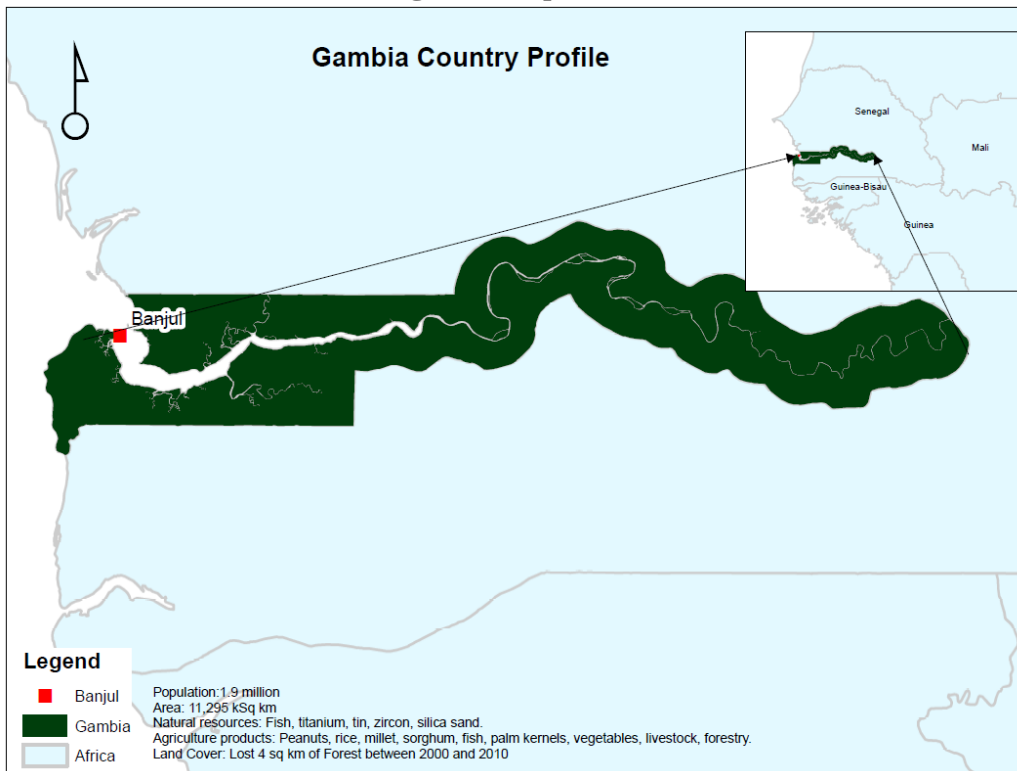 Gambia Country Profile
Senegal
Mali
Guinea-Bisau
Guinea
Banjul
Legend
Banjul
Gambia
Africa
Population:1.9 million
Area: 11,295 kSq km
Natural resources: Fish, titanium, tin, zircon, silica sand.
Agriculture products: Peanuts, rice, millet, sorghum, fish, palm kernels, vegetables, livestock, forestry.
Land Cover: Lost 4 sq km of Forest between 2000 and 2010